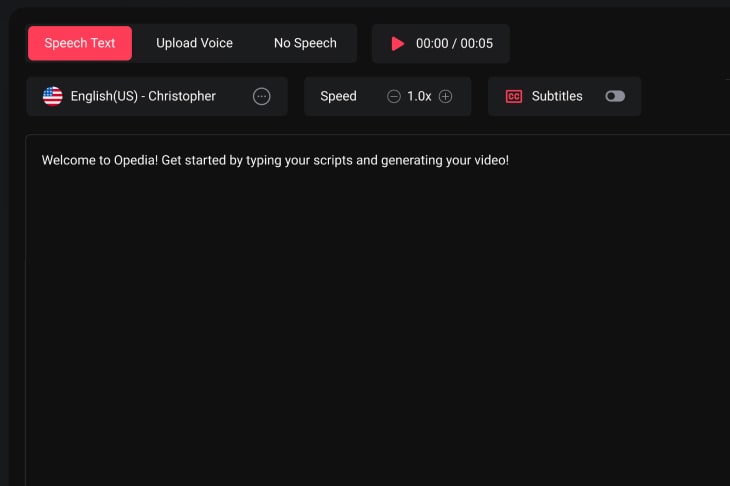 Speech Text Upload Voice No Speech 00:00 / 00:05
English(US) - Christopher Speed 1.0x CC Subtitles
Welcome to Opedia! Get started by typing your scripts and generating your video!